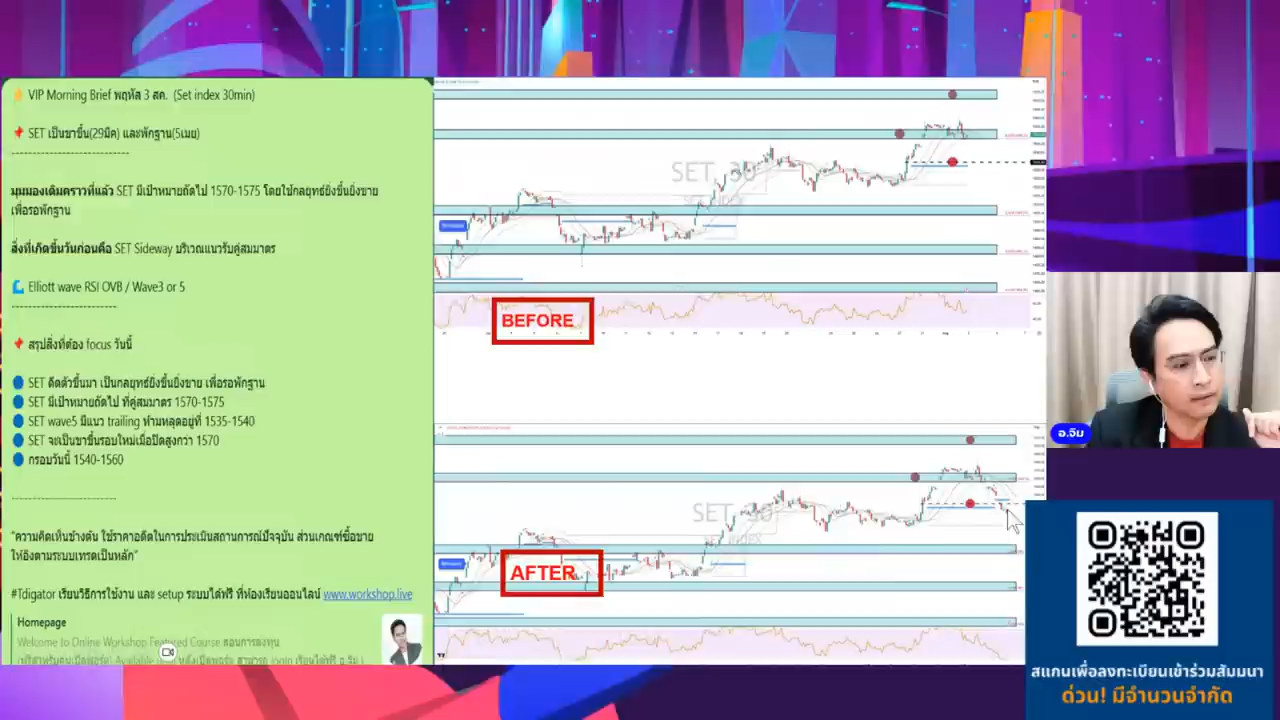 VIP Morning Brief พฤหัส 3 สค. (Set index 30min)
📌 SET เป็นขาขึ้น(29มีค) และพักฐาน(5เมย)
----------------------------
มุมมองเดิมคราวที่แล้ว SET มีเป้าหมายถัดไป 1570-1575 โดยใช้กลยุทธ์ยิ่งขึ้นยิ่งขาย
เพื่อรอพักฐาน
สิ่งที่เกิดขึ้นวันก่อนคือ SET Sideway บริเวณแนวรับคู่สมมาตร
🌊 Elliott wave RSI OVB / Wave3 or 5
-------------------------
📌 สรุปสิ่งที่ต้อง focus วันนี้
🔵 SET ดีดตัวขึ้นมา เป็นกลยุทธ์ยิ่งขึ้นยิ่งขาย เพื่อรอพักฐาน
🔵 SET มีเป้าหมายถัดไป ที่คู่สมมาตร 1570-1575
🔵 SET wave5 มีแนว trailing ห้ามหลุดอยู่ที่ 1535-1540
🔵 SET จะเป็นขาขึ้นรอบใหม่เมื่อปิดสูงกว่า 1570
🔵 กรอบวันนี้ 1540-1560
-------------------------
"ความคิดเห็นข้างต้น ใช้ราคาอดีตในการประเมินสถานการณ์ปัจจุบัน ส่วนเกณฑ์ซื้อขาย
ให้อิงตามระบบเทรดเป็นหลัก"
#Tdigator เรียนวิธีการใช้งาน และ setup ระบบได้ฟรี ที่ห้องเรียนออนไลน์ www.workshop.live
Homepage
Welcome to Online Workshop Featured Course สอนการลงทุน
SET, 30
SET INDEX
BEFORE
AFTER
อ.จิม
สแกนเพื่อลงทะเบียนเข้าร่วมสัมมนา
ด่วน! มีจำนวนจำกัด